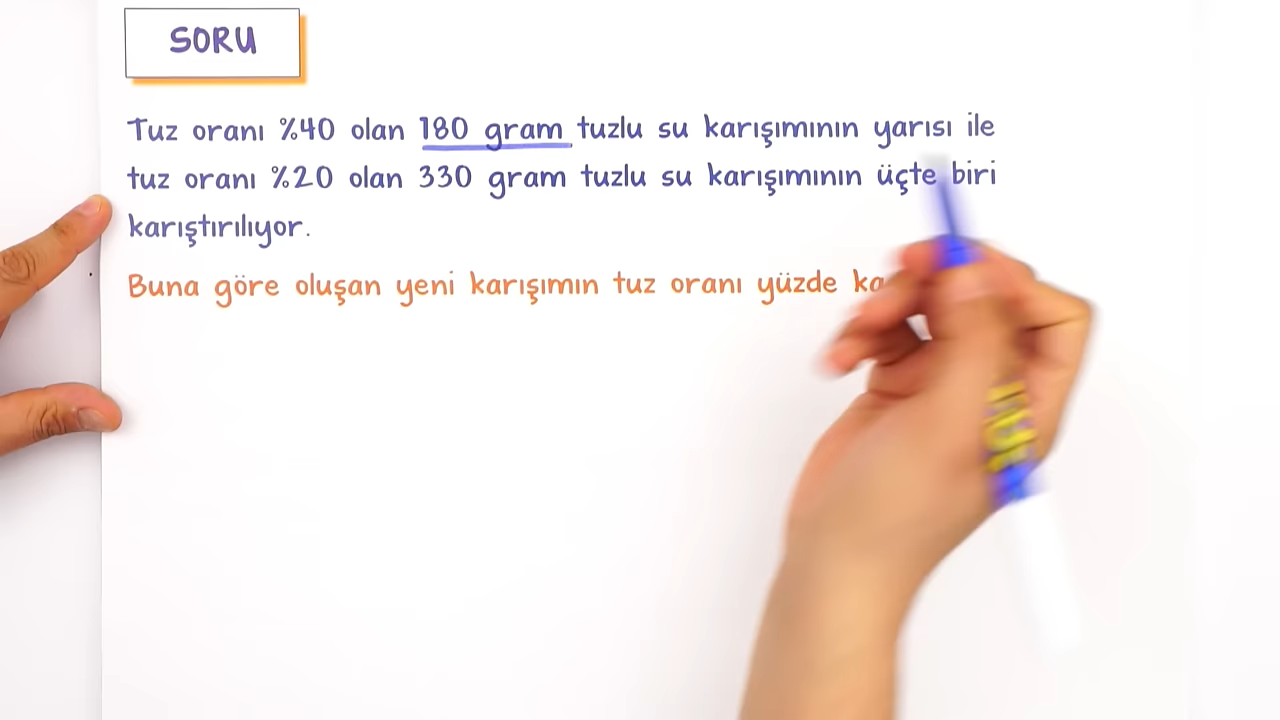 SORU
Tuz oranı %40 olan 180 gram tuzlu su karışımının yarısı ile
tuz oranı %20 olan 330 gram tuzlu su karışımının üçte biri
karıştırılıyor.
Buna göre oluşan yeni karışımın tuz oranı yüzde